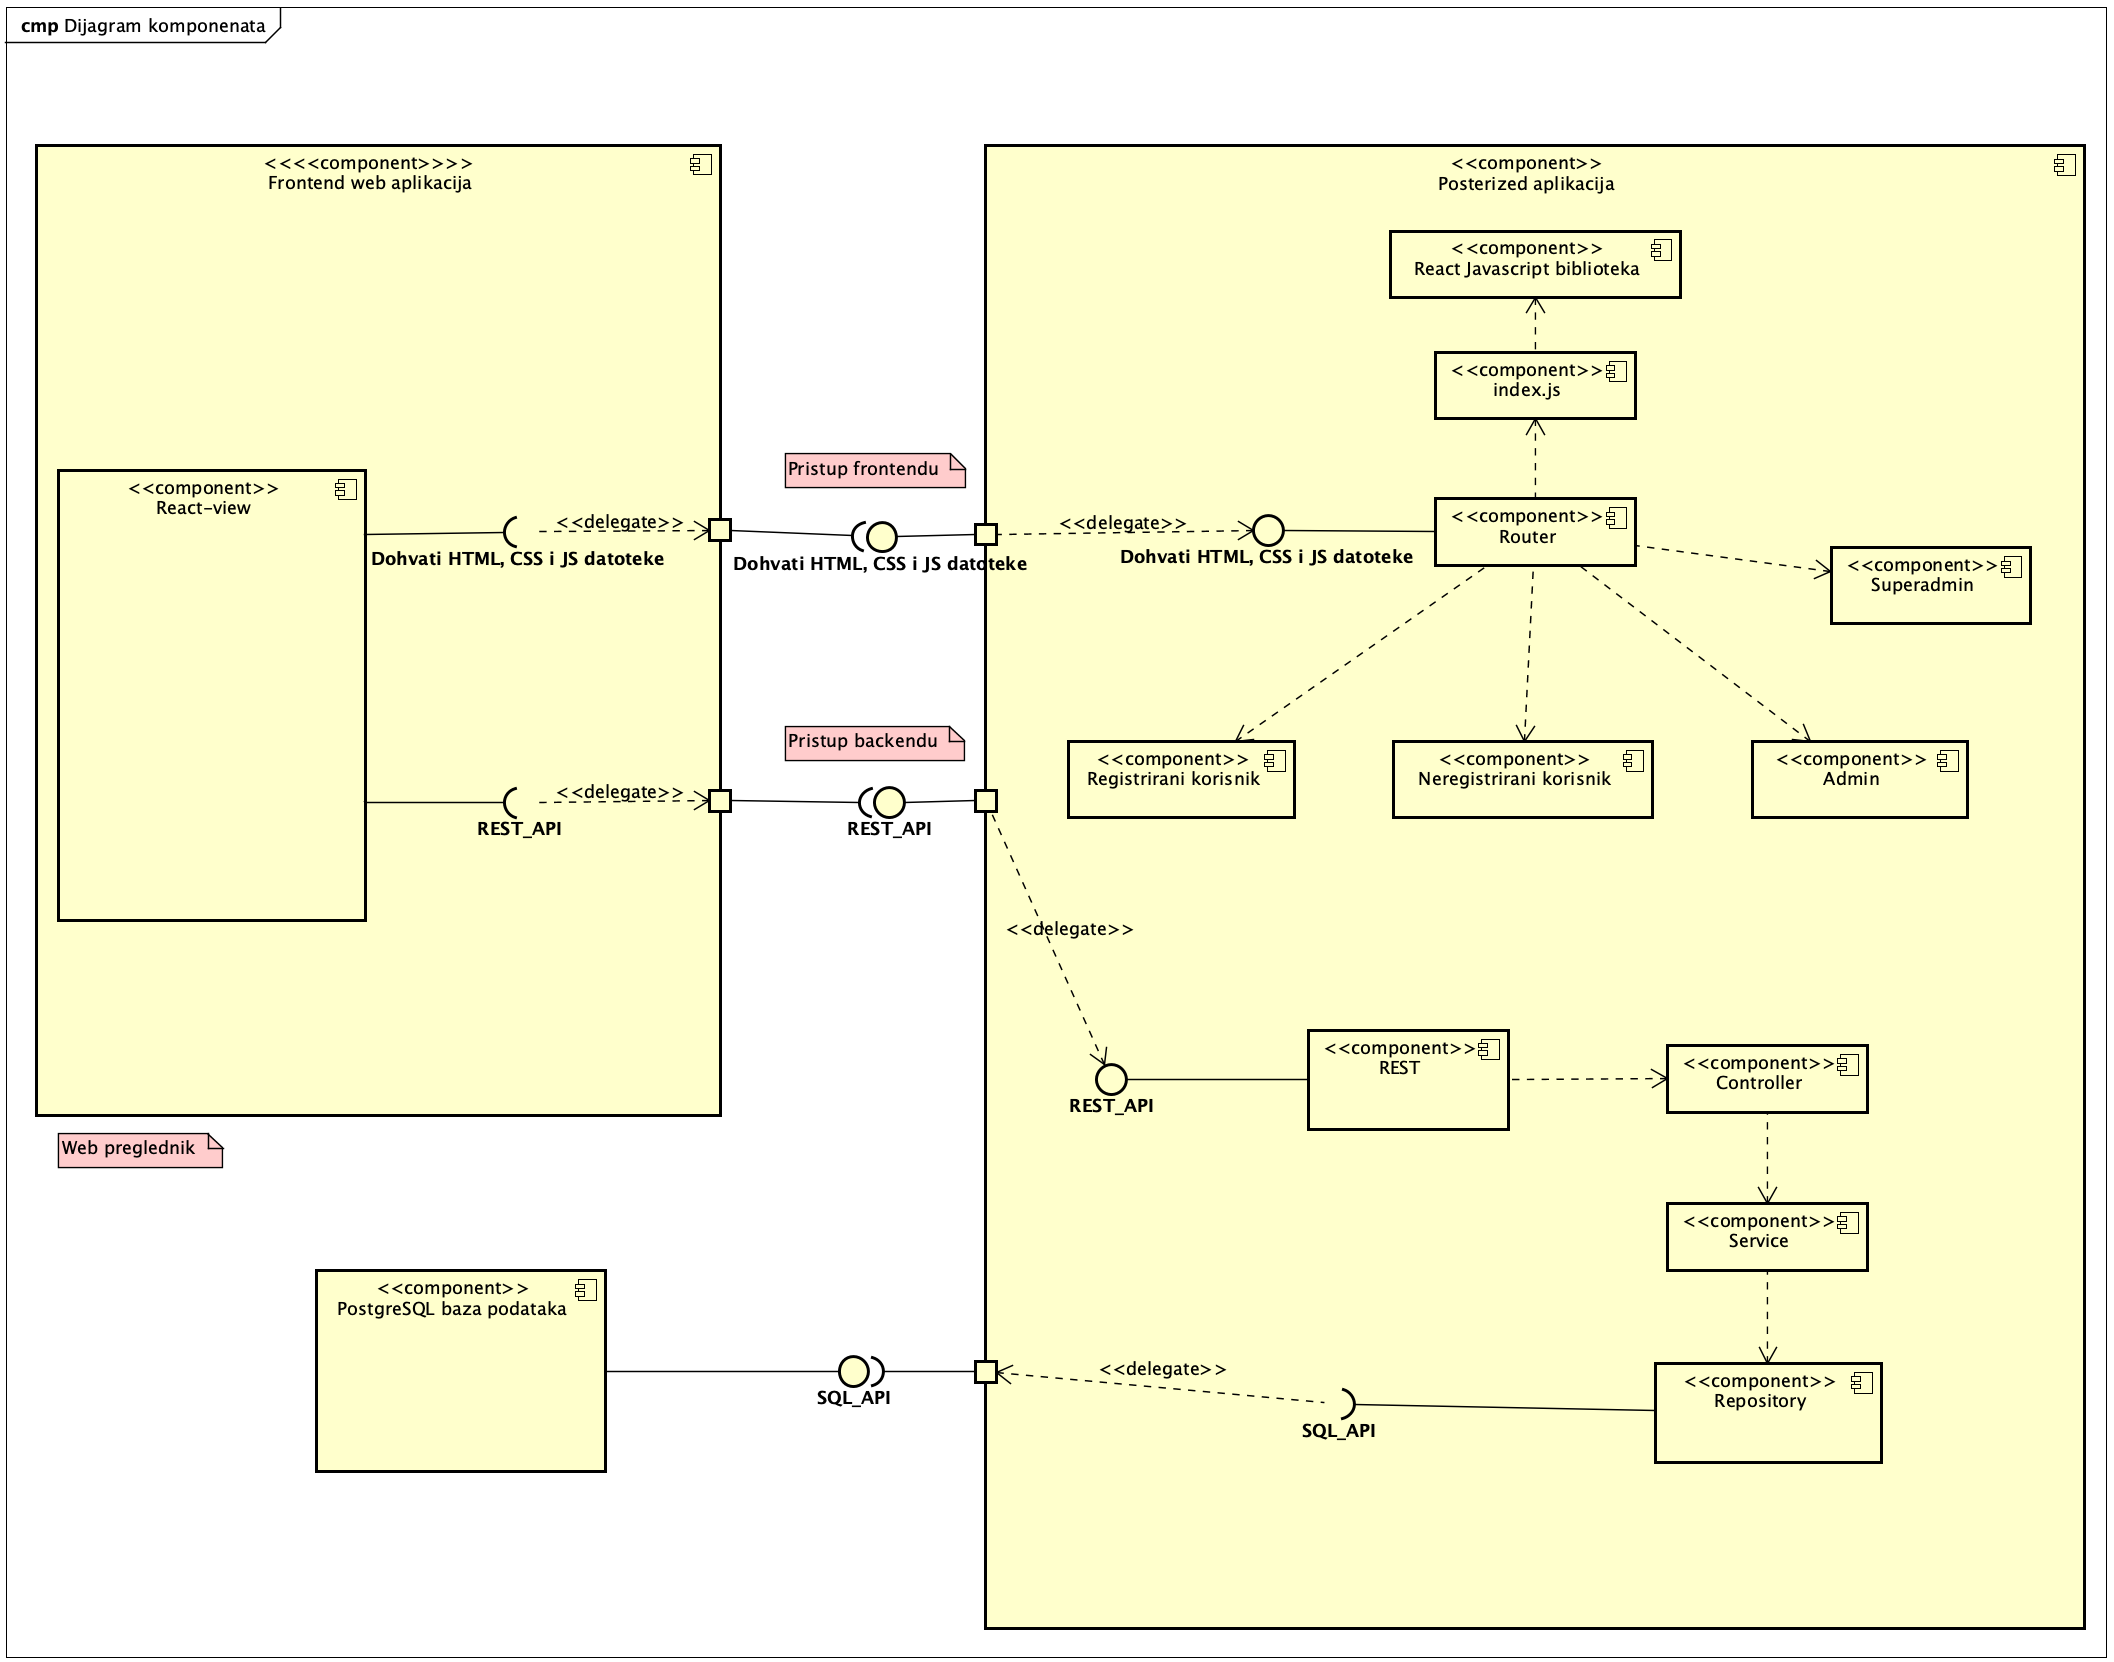 cmp Dijagram komponenata
<<<<component>>>>
Frontend web aplikacija
<<component>>
React-view
Dohvati HTML, CSS i JS datoteke
<<delegate>>
REST_API
<<delegate>>
Web preglednik
Pristup frontendu
Dohvati HTML, CSS i JS datoteke
Pristup backendu
REST_API
<<component>>
PostgreSQL baza podataka
SQL_API
<<component>>
Posterized aplikacija
<<component>>
React Javascript biblioteka
<<component>>
index.js
<<delegate>>
Dohvati HTML, CSS i JS datoteke
<<component>>
Router
<<component>>
Superadmin
<<component>>
Registrirani korisnik
<<component>>
Neregistrirani korisnik
<<component>>
Admin
<<delegate>>
REST_API
<<component>>
REST
<<component>>
Controller
<<component>>
Service
<<delegate>>
SQL_API
<<component>>
Repository